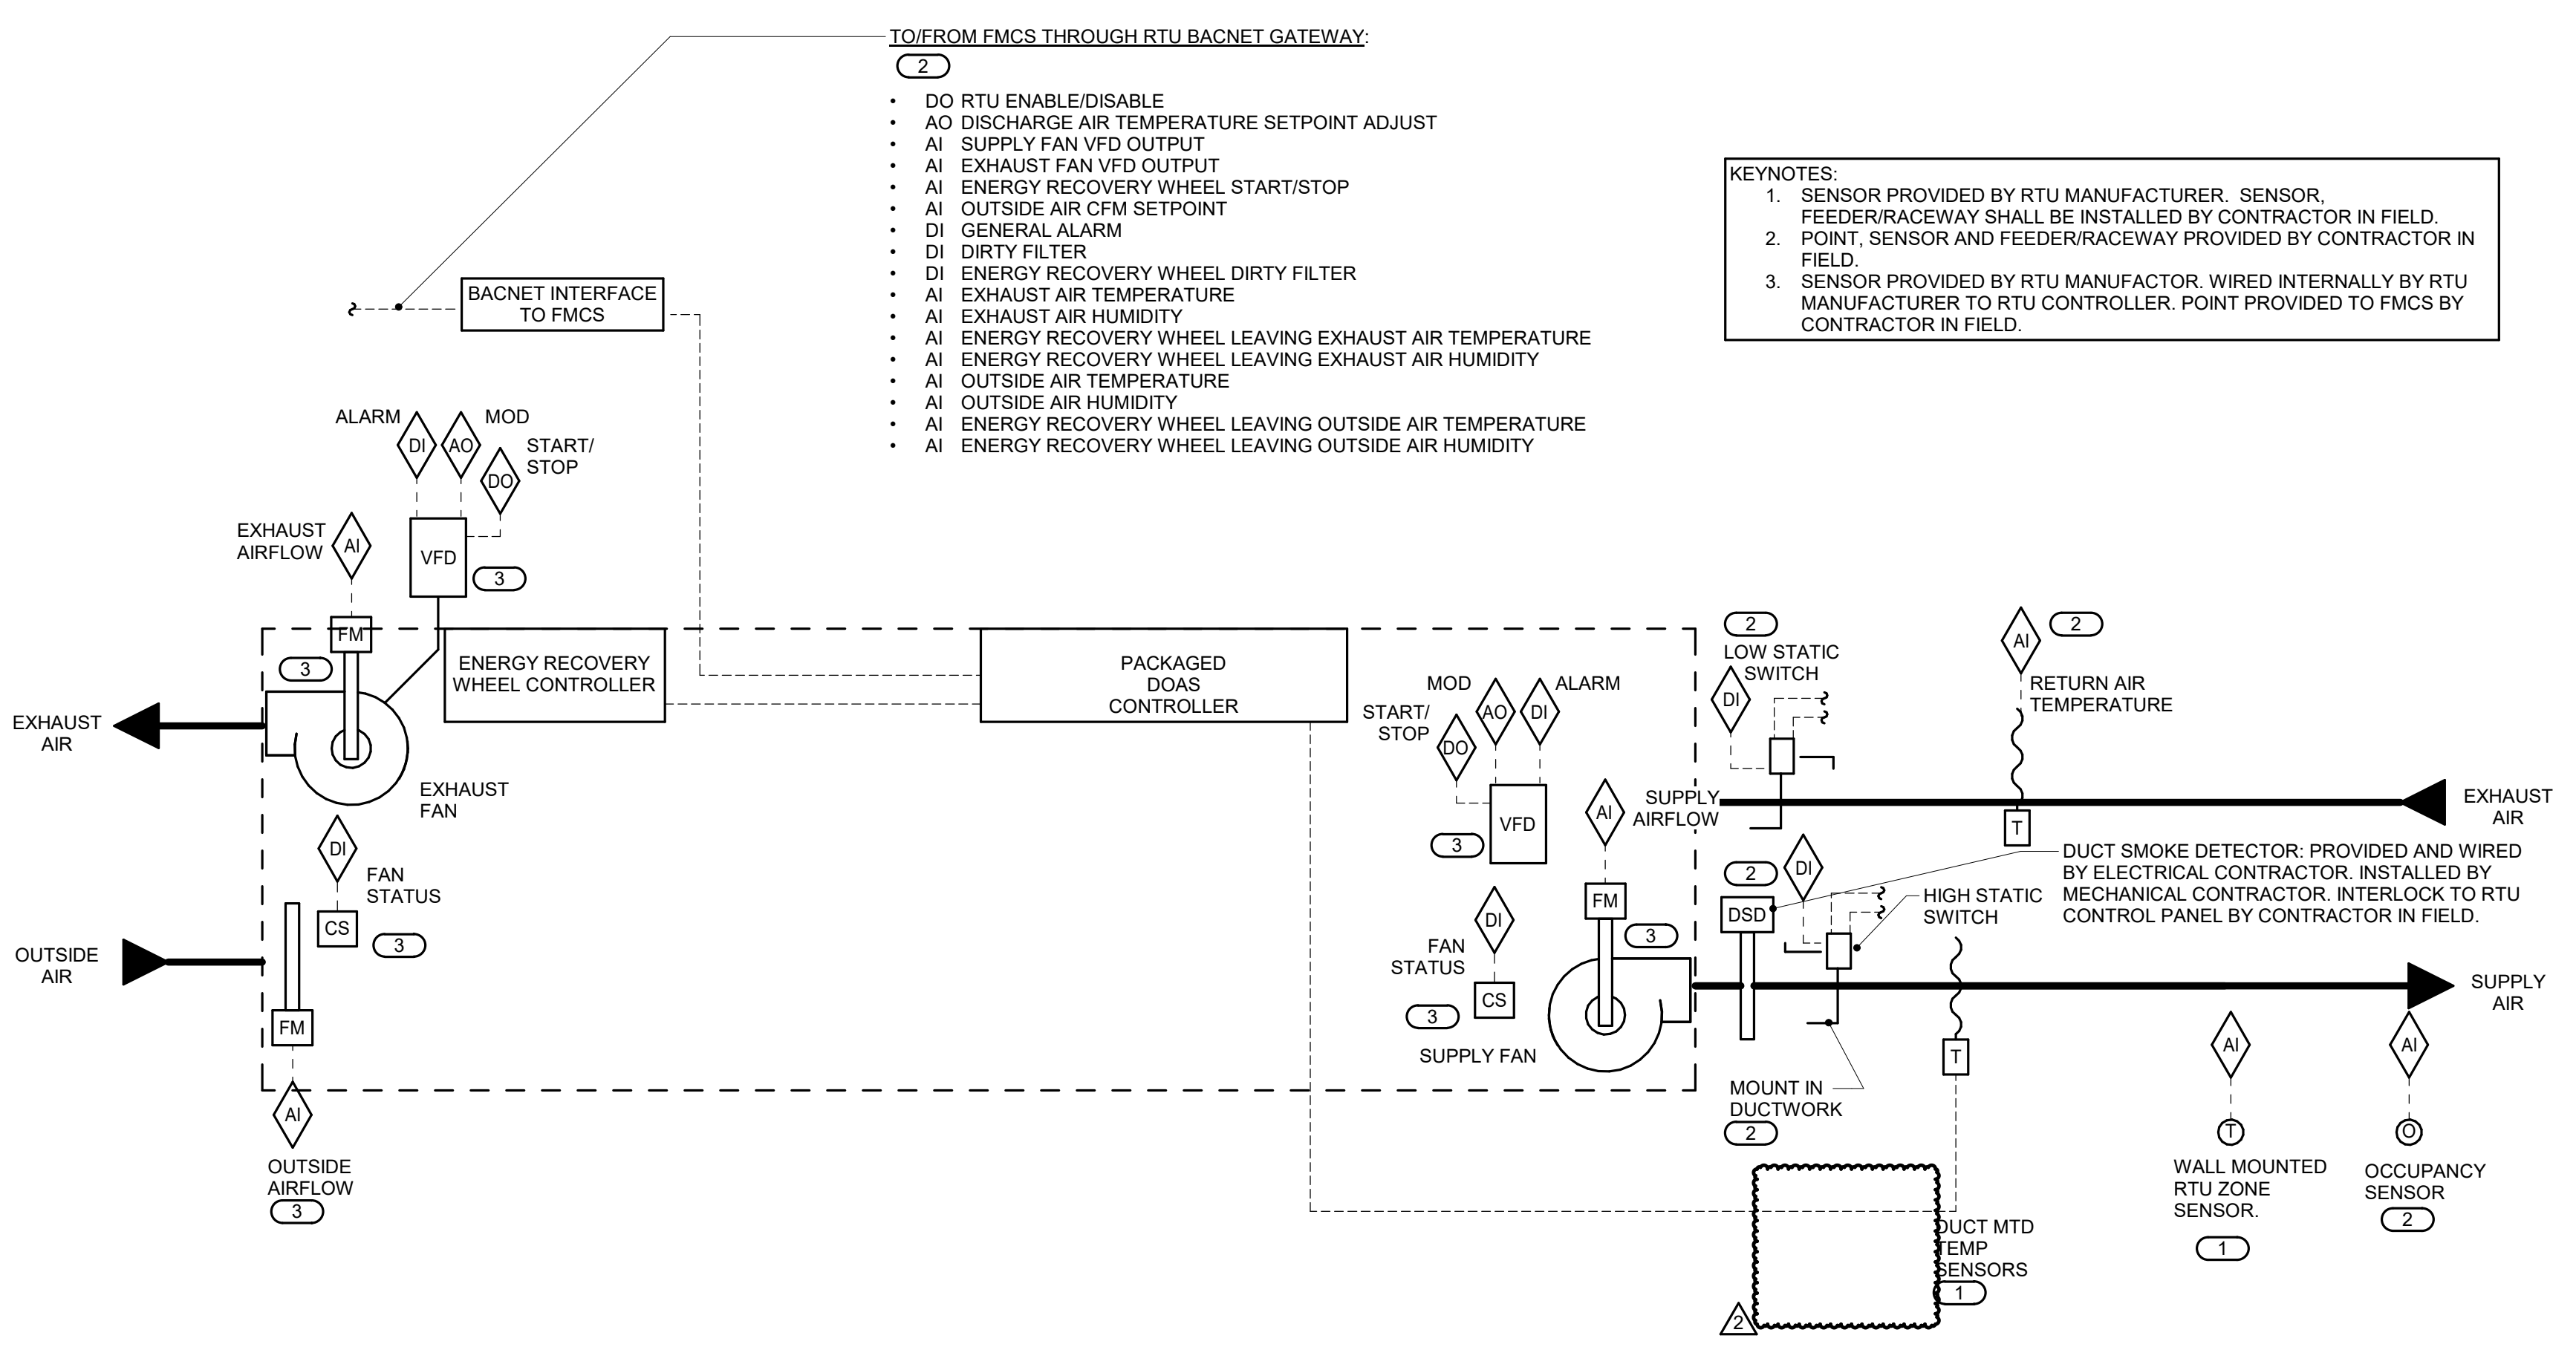 TO/FROM FMCS THROUGH RTU BACNET GATEWAY:
2
• DO RTU ENABLE/DISABLE
• AO DISCHARGE AIR TEMPERATURE SETPOINT ADJUST
• AI SUPPLY FAN VFD OUTPUT
• AI EXHAUST FAN VFD OUTPUT
• AI ENERGY RECOVERY WHEEL START/STOP
• AI OUTSIDE AIR CFM SETPOINT
• DI GENERAL ALARM
• DI DIRTY FILTER
• DI ENERGY RECOVERY WHEEL DIRTY FILTER
• AI EXHAUST AIR TEMPERATURE
• AI EXHAUST AIR HUMIDITY
• AI ENERGY RECOVERY WHEEL LEAVING EXHAUST AIR TEMPERATURE
• AI ENERGY RECOVERY WHEEL LEAVING EXHAUST AIR HUMIDITY
• AI OUTSIDE AIR TEMPERATURE
• AI OUTSIDE AIR HUMIDITY
• AI ENERGY RECOVERY WHEEL LEAVING OUTSIDE AIR TEMPERATURE
• AI ENERGY RECOVERY WHEEL LEAVING OUTSIDE AIR HUMIDITY
KEYNOTES:
1. SENSOR PROVIDED BY RTU MANUFACTURER. SENSOR,
FEEDER/RACEWAY SHALL BE INSTALLED BY CONTRACTOR IN FIELD.
2. POINT, SENSOR AND FEEDER/RACEWAY PROVIDED BY CONTRACTOR IN
FIELD.
3. SENSOR PROVIDED BY RTU MANUFACTOR. WIRED INTERNALLY BY RTU
MANUFACTURER TO RTU CONTROLLER. POINT PROVIDED TO FMCS BY
CONTRACTOR IN FIELD.
BACNET INTERFACE
TO FMCS
ALARM
DI
AO
MOD
START/
STOP
DO
EXHAUST
AIRFLOW
AI
VFD
3
FM
3
ENERGY RECOVERY
WHEEL CONTROLLER
PACKAGED
DOAS
CONTROLLER
EXHAUST
AIR
EXHAUST
FAN
DI
FAN
STATUS
CS
3
OUTSIDE
AIR
FM
AI
OUTSIDE
AIRFLOW
3
MOD
AO
DI
ALARM
START/
STOP
DO
VFD
3
AI
SUPPLY
AIRFLOW
FM
3
DI
FAN
STATUS
CS
3
SUPPLY FAN
2
LOW STATIC
SWITCH
DI
AI
2
RETURN AIR
TEMPERATURE
T
EXHAUST
AIR
2
DI
DSD
HIGH STATIC
SWITCH
DUCT SMOKE DETECTOR: PROVIDED AND WIRED
BY ELECTRICAL CONTRACTOR. INSTALLED BY
MECHANICAL CONTRACTOR. INTERLOCK TO RTU
CONTROL PANEL BY CONTRACTOR IN FIELD.
SUPPLY
AIR
T
MOUNT IN
DUCTWORK
2
AI
T
WALL MOUNTED
RTU ZONE
SENSOR.
1
AI
O
OCCUPANCY
SENSOR
2
DUCT MTD
TEMP
SENSORS
1
2